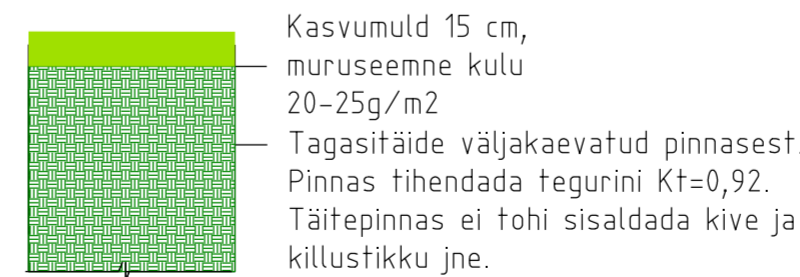 Kasvumuld 15 cm,
muruseemne kulu
20-25g/m2
Tagasitäide väljakaevatud pinnasest.
Pinnas tihendada tegurini Kt=0,92.
Täitepinnas ei tohi sisaldada kive ja
killustikku jne.